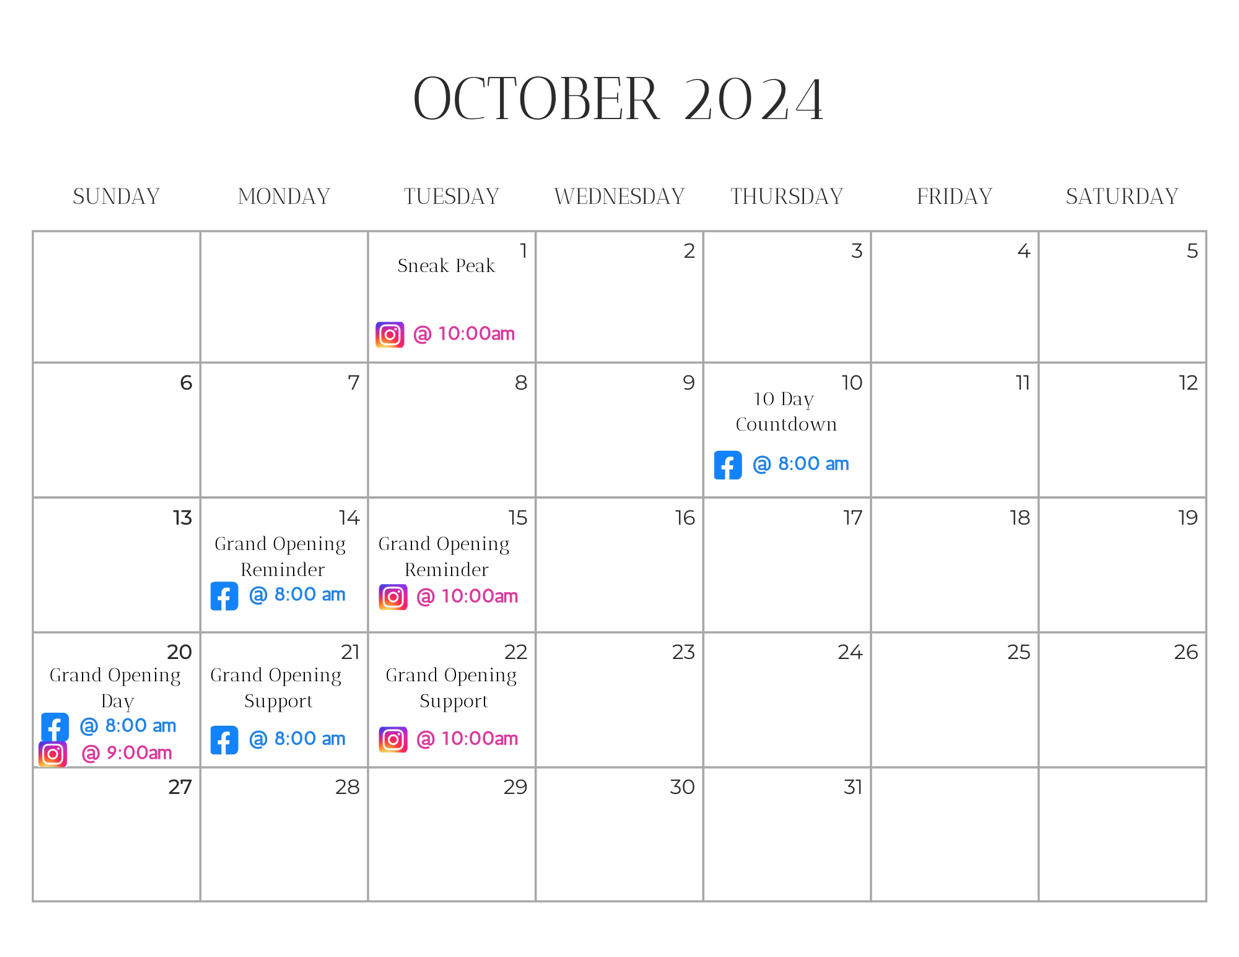 OCTOBER 2024
SUNDAY MONDAY TUESDAY WEDNESDAY THURSDAY FRIDAY SATURDAY
1 2 3 4 5
Sneak Peak
@ 10:00am
6 7 8 9 10 11 12
10 Day
Countdown
@ 8:00 am
13 14 15 16 17 18 19
Grand Opening
Reminder
@ 8:00 am
Grand Opening
Reminder
@ 10:00am
20 21 22 23 24 25 26
Grand Opening
Day
@ 8:00 am
@ 9:00am
Grand Opening
Support
@ 8:00 am
Grand Opening
Support
@ 10:00am
27 28 29 30 31